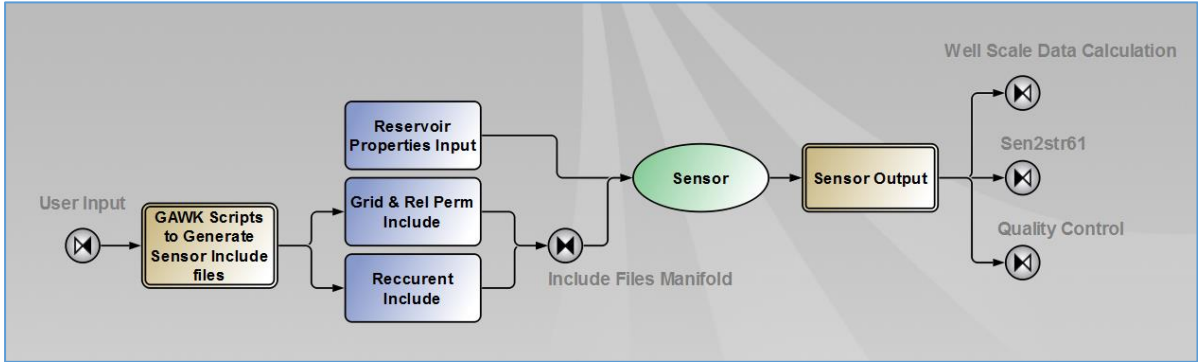 User Input
GAWK Scripts
to Generate
Sensor Include
files
Reservoir
Properties Input
Grid & Rel Perm
Include
Reccurent
Include
Include Files Manifold
Sensor
Sensor Output
Well Scale Data Calculation
Sen2str61
Quality Control